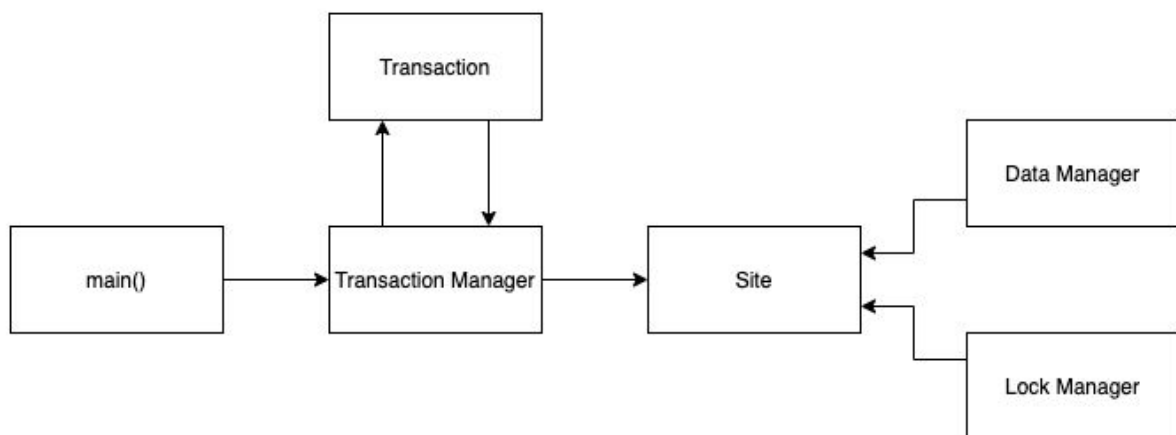 Transaction
Data Manager
main()
Transaction Manager
Site
Lock Manager